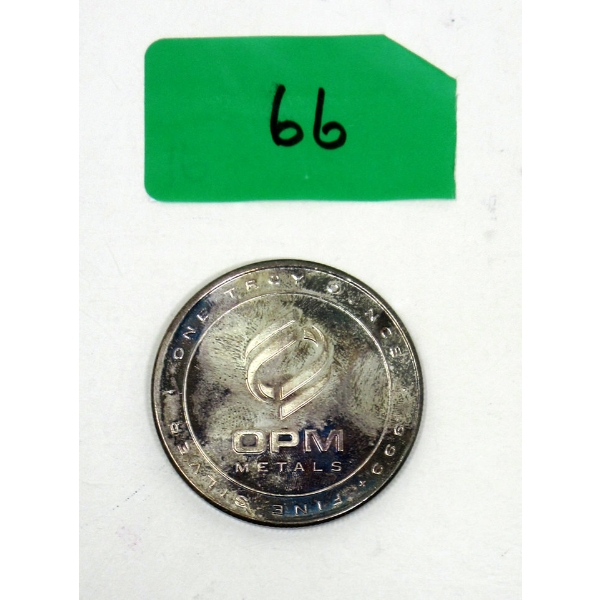 66
ONE TROY OUNCE .999+ FINE SILVER
OPM
METALS